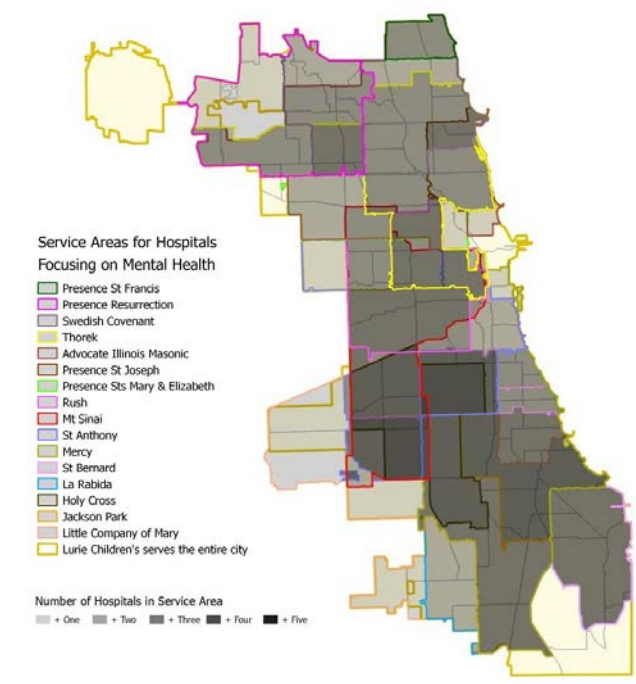 Service Areas for Hospitals
Focusing on Mental Health
Presence St Francis
Presence Resurrection
Swedish Covenant
Thorek
Advocate Illinois Masonic
Presence St Joseph
Presence Sts Mary & Elizabeth
Rush
Mt Sinai
St Anthony
Mercy
St Bernard
La Rabida
Holy Cross
Jackson Park
Little Company of Mary
Lurie Children's serves the entire city
Number of Hospitals in Service Area
+ One + Two + Three + Four + Five